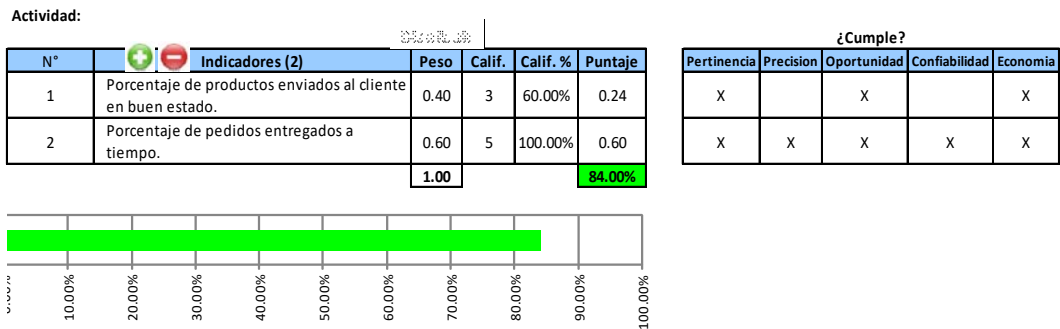 Actividad:
¿Cumple?
N° Indicadores (2) Peso Calif. Calif. % Puntaje Pertinencia Precision Oportunidad Confiabilidad Economia
1 Porcentaje de productos enviados al cliente 0.40 3 60.00% 0.24 X X X
en buen estado.
2 Porcentaje de pedidos entregados a 0.60 5 100.00% 0.60 X X X X X
tiempo.
1.00 84.00%
10.00% 20.00% 30.00% 40.00% 50.00% 60.00% 70.00% 80.00% 90.00% 100.00%